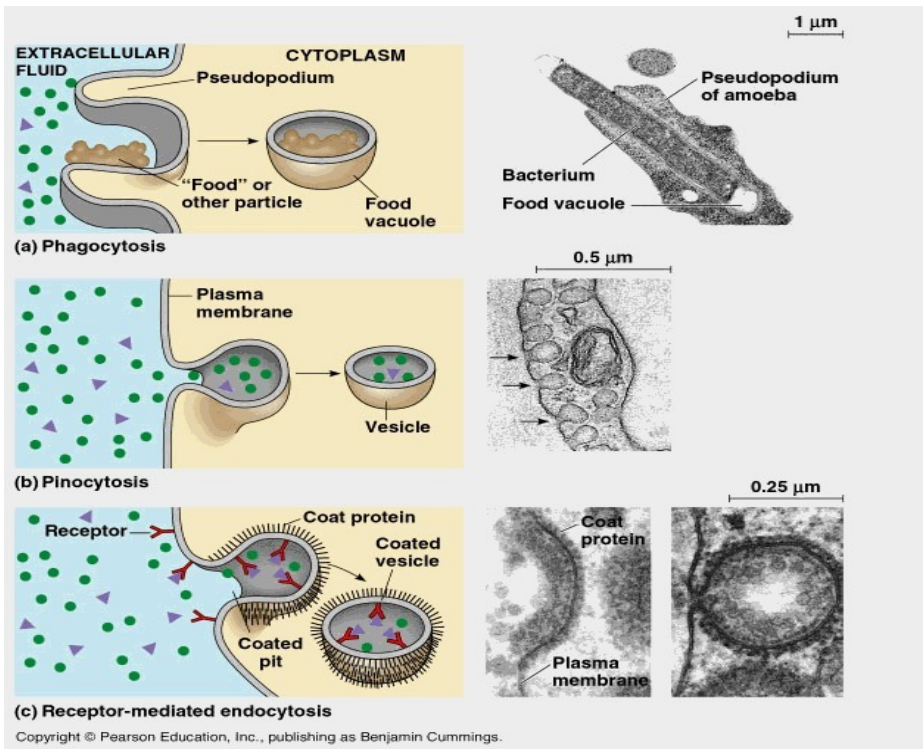 1 µm
EXTRACELLULAR
FLUID
CYTOPLASM
Pseudopodium
"Food" or
other particle
Food
vacuole
Pseudopodium
of amoeba
Bacterium
Food vacuole
(a) Phagocytosis
0.5 µm
Plasma
membrane
Vesicle
(b) Pinocytosis
0.25 µm
Receptor
Coat protein
Coated
vesicle
Coated
pit
Coat
protein
Plasma
membrane
(c) Receptor-mediated endocytosis
Copyright © Pearson Education, Inc., publishing as Benjamin Cummings.